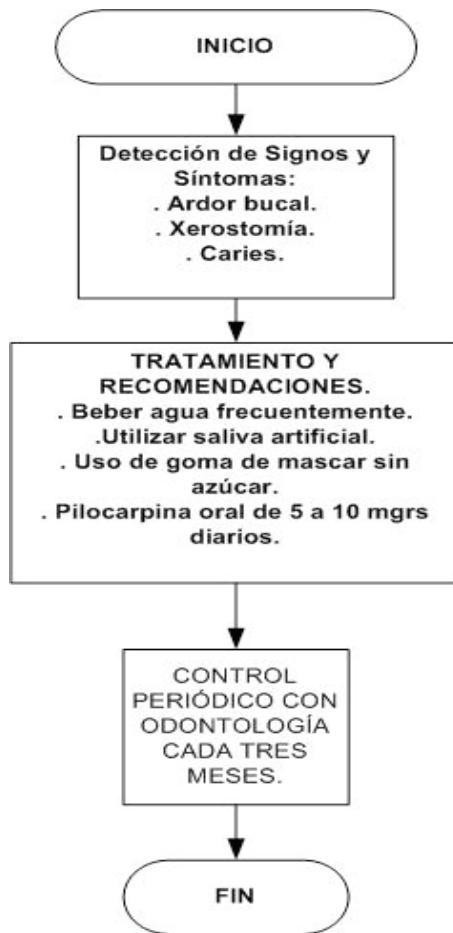 INICIO
Detección de Signos y
Síntomas:
. Ardor bucal.
. Xerostomía.
. Caries.
TRATAMIENTO Y
RECOMENDACIONES.
. Beber agua frecuentemente.
.Utilizar saliva artificial.
. Uso de goma de mascar sin
azúcar.
. Pilocarpina oral de 5 a 10 mgrs
diarios.
CONTROL
PERIÓDICO CON
ODONTOLOGÍA
CADA TRES
MESES.
FIN